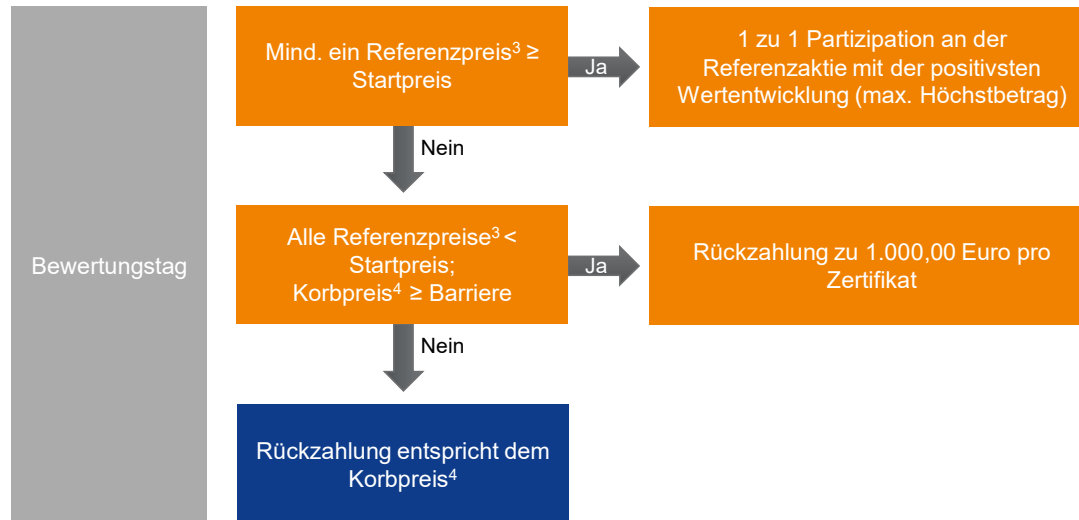 Bewertungstag
Mind. ein Referenzpreis³ ≥
Startpreis
Ja
1 zu 1 Partizipation an der
Referenzaktie mit der positivsten
Wertentwicklung (max. Höchstbetrag)
Nein
Alle Referenzpreise³ <
Startpreis;
Korbpreis⁴ ≥ Barriere
Ja
Rückzahlung zu 1.000,00 Euro pro
Zertifikat
Nein
Rückzahlung entspricht dem
Korbpreis⁴